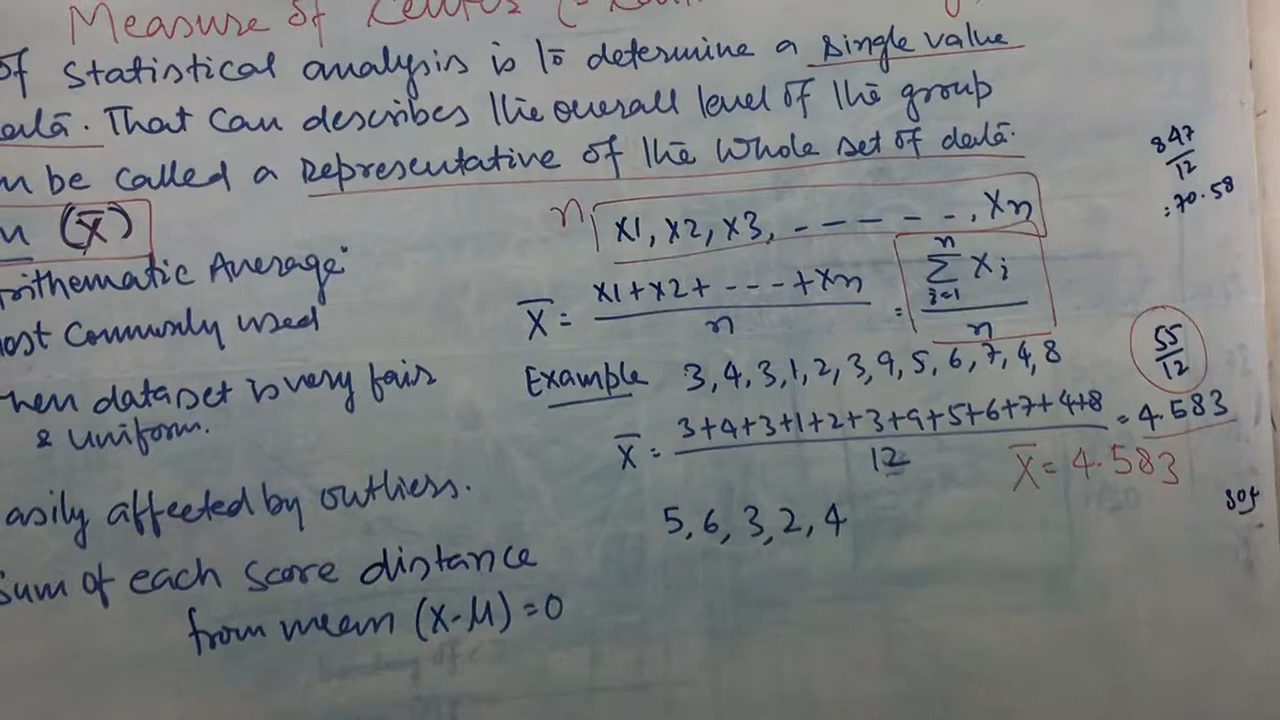 Measure of
of statistical analysis is to determine a single value
data. That can describes the overall level of the group
n be called a representative of the whole set of data.
n (x̄)
rithematic Average
ost commonly used
hen dataset is very fair
& uniform.
asily affected by outliers.
sum of each score distance
from mean (x-μ)=0
n x1, x2, x3, ------, xn
x̄ = x1+x2+----+xn / n = n Σ i=1 xi / n
Example 3,4,3,1,2,3,9,5,6,7,4,8
x̄ = 3+4+3+1+2+3+9+5+6+7+4+8 / 12 = 4.583
x̄ = 4.583
5,6,3,2,4
847
12
:70.58
55
12